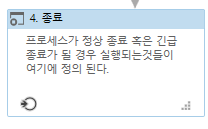 4. 종료
프로세스가 정상 종료 혹은 긴급
종료가 될 경우 실행되는것들이
여기에 정의 된다.